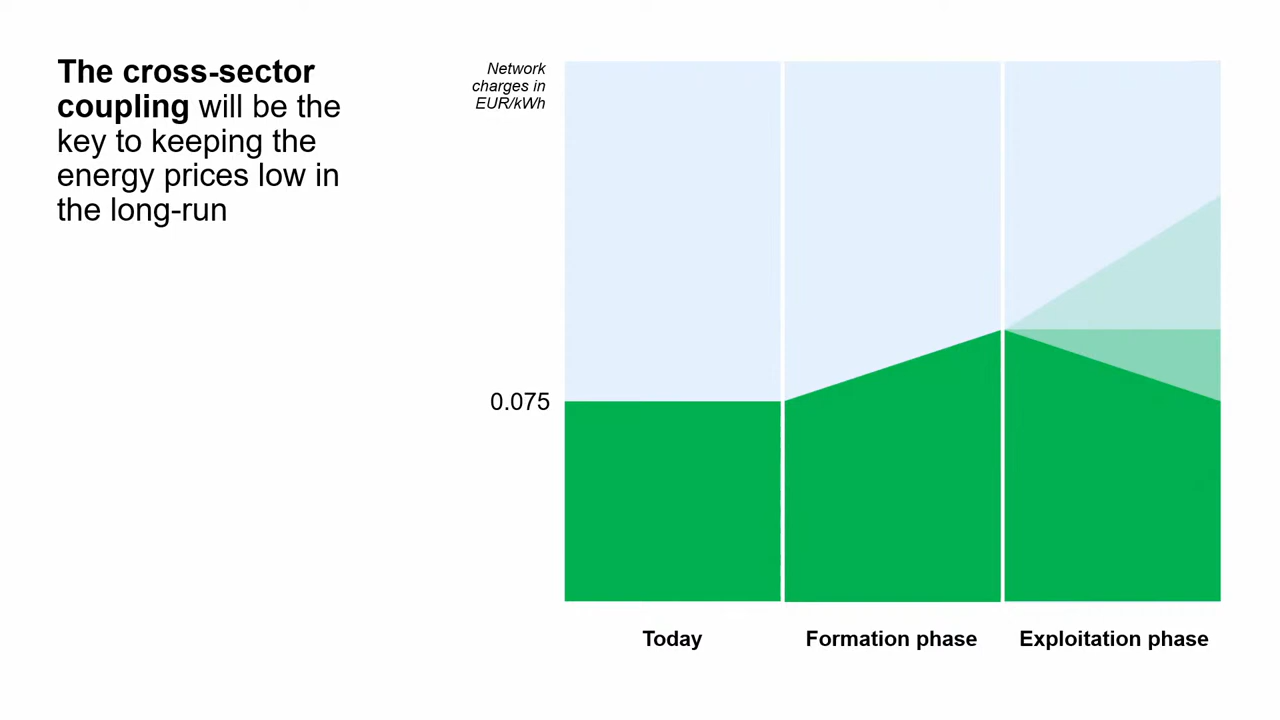 The cross-sector
coupling will be the
key to keeping the
energy prices low in
the long-run
Network
charges in
EUR/kWh
0.075
Today
Formation phase
Exploitation phase